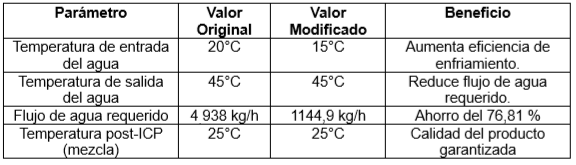 Parámetro Valor Original Valor Modificado Beneficio
Temperatura de entrada del agua 20°C 15°C Aumenta eficiencia de enfriamiento.
Temperatura de salida del agua 45°C 45°C Reduce flujo de agua requerido.
Flujo de agua requerido 4 938 kg/h 1144,9 kg/h Ahorro del 76,81 %
Temperatura post-ICP (mezcla) 25°C 25°C Calidad del producto garantizada